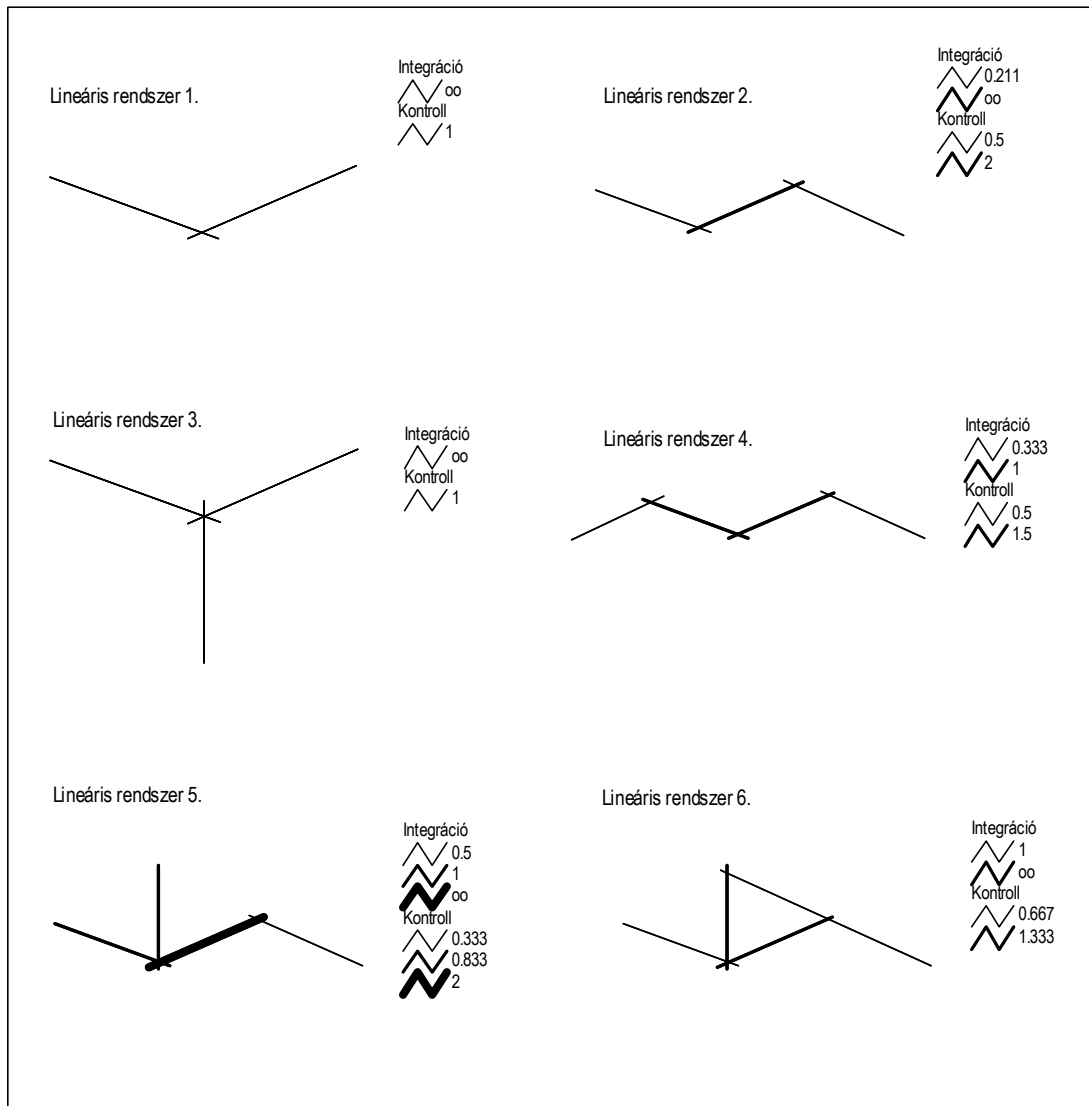 Lineáris rendszer 1.
Integráció
oo
Kontroll
1
Lineáris rendszer 2.
Integráció
0.211
oo
Kontroll
0.5
2
Lineáris rendszer 3.
Integráció
oo
Kontroll
1
Lineáris rendszer 4.
Integráció
0.333
1
Kontroll
0.5
1.5
Lineáris rendszer 5.
Integráció
0.5
1
oo
Kontroll
0.333
0.833
2
Lineáris rendszer 6.
Integráció
1
oo
Kontroll
0.667
1.333